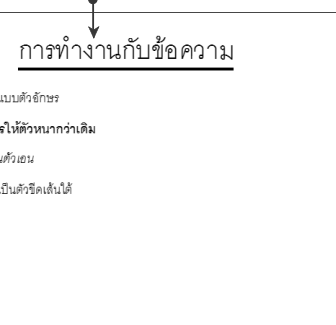 การทำงานกับข้อความ
แบบตัวอักษร
ให้ตัวหนากว่าเดิม
ตัวเอน
เป็นตัวขีดเส้นใต้